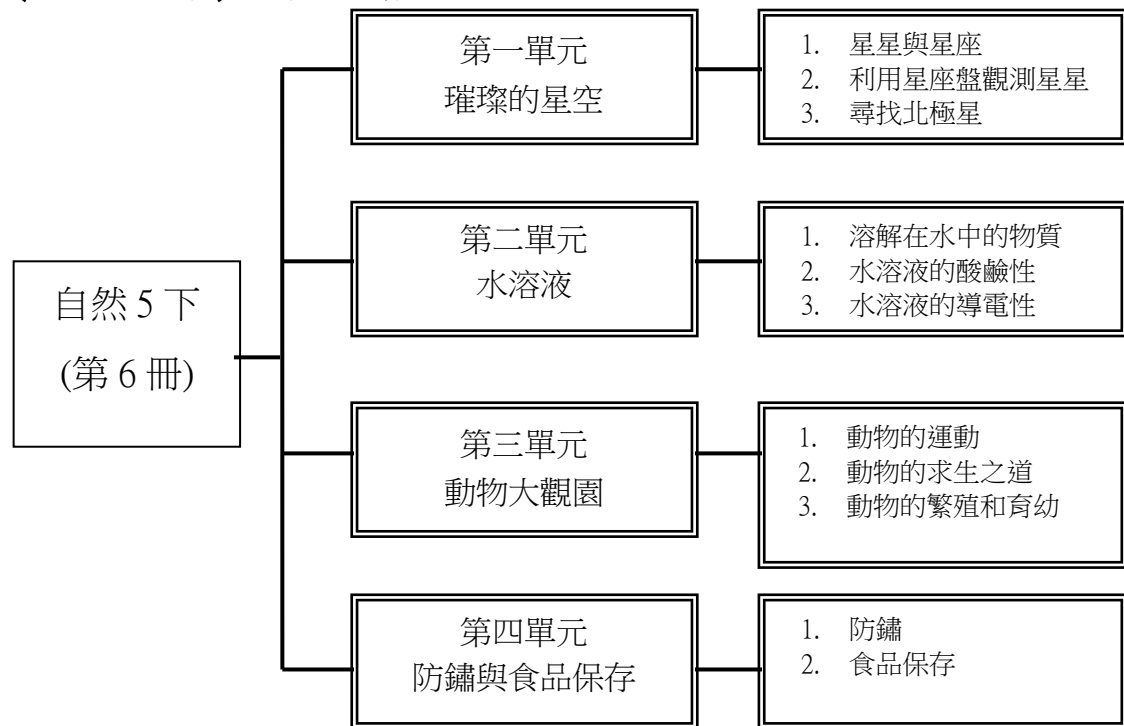 第一單元
璀璨的星空
1. 星星與星座
2. 利用星座盤觀測星星
3. 尋找北極星
第二單元
水溶液
1. 溶解在水中的物質
2. 水溶液的酸鹼性
3. 水溶液的導電性
自然 5 下
(第 6 冊)
第三單元
動物大觀園
1. 動物的運動
2. 動物的求生之道
3. 動物的繁殖和育幼
第四單元
防鏽與食品保存
1. 防鏽
2. 食品保存